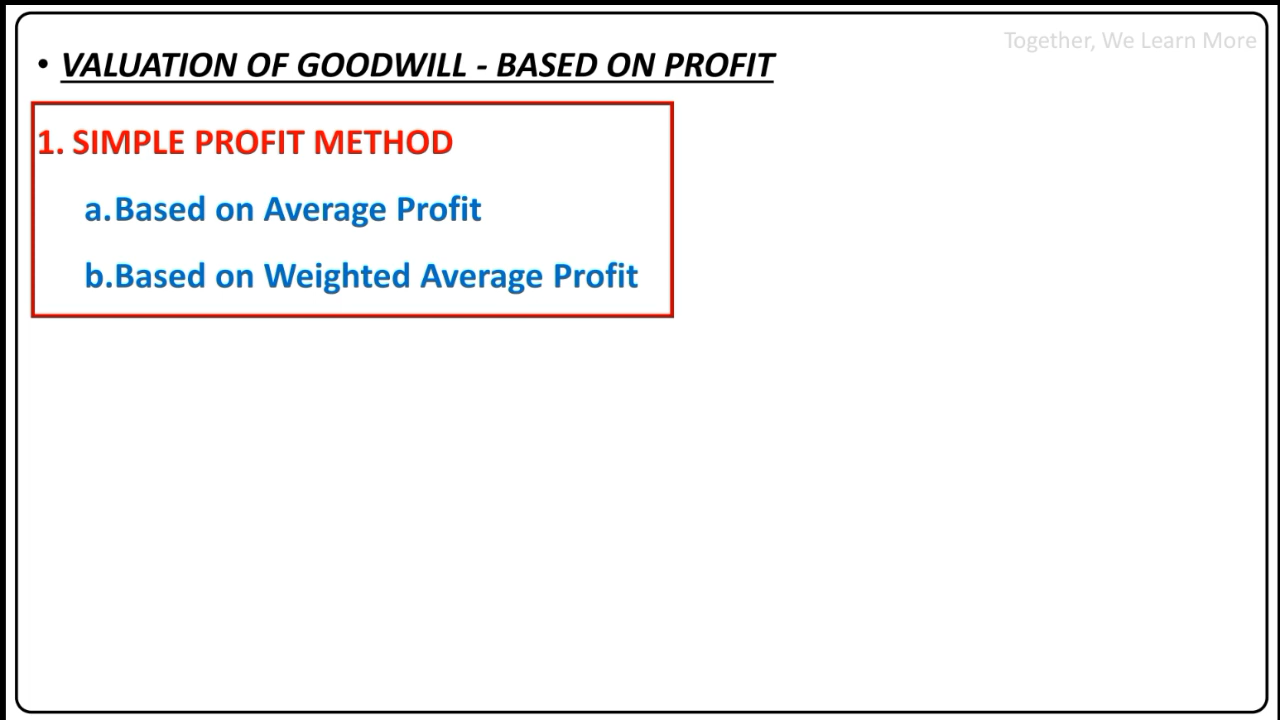 Together, We Learn More
• VALUATION OF GOODWILL - BASED ON PROFIT
1. SIMPLE PROFIT METHOD
a.Based on Average Profit
b.Based on Weighted Average Profit